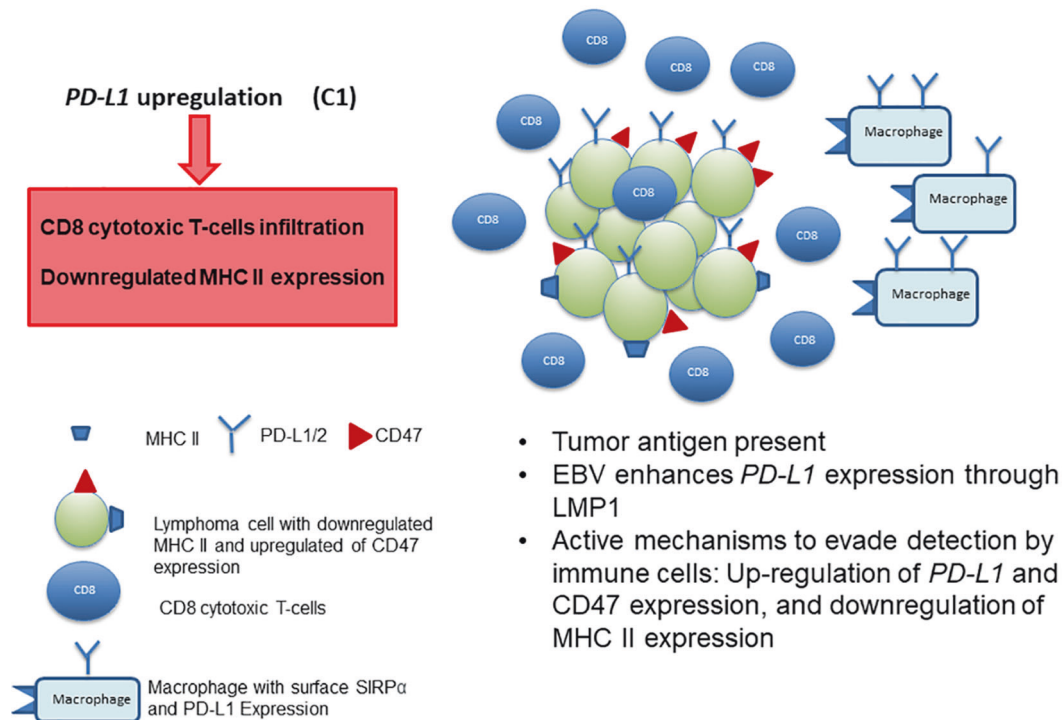 PD-L1 upregulation (C1)
CD8 cytotoxic T-cells infiltration
Downregulated MHC II expression
MHC II
PD-L1/2
CD47
Lymphoma cell with downregulated
MHC II and upregulated of CD47
expression
CD8
CD8 cytotoxic T-cells
Macrophage
Macrophage with surface SIRPα
and PD-L1 Expression
CD8
CD8
CD8
CD8
CD8
CD8
CD8
CD8
CD8
CD8
Macrophage
Macrophage
Macrophage
• Tumor antigen present
• EBV enhances PD-L1 expression through
LMP1
• Active mechanisms to evade detection by
immune cells: Up-regulation of PD-L1 and
CD47 expression, and downregulation of
MHC II expression